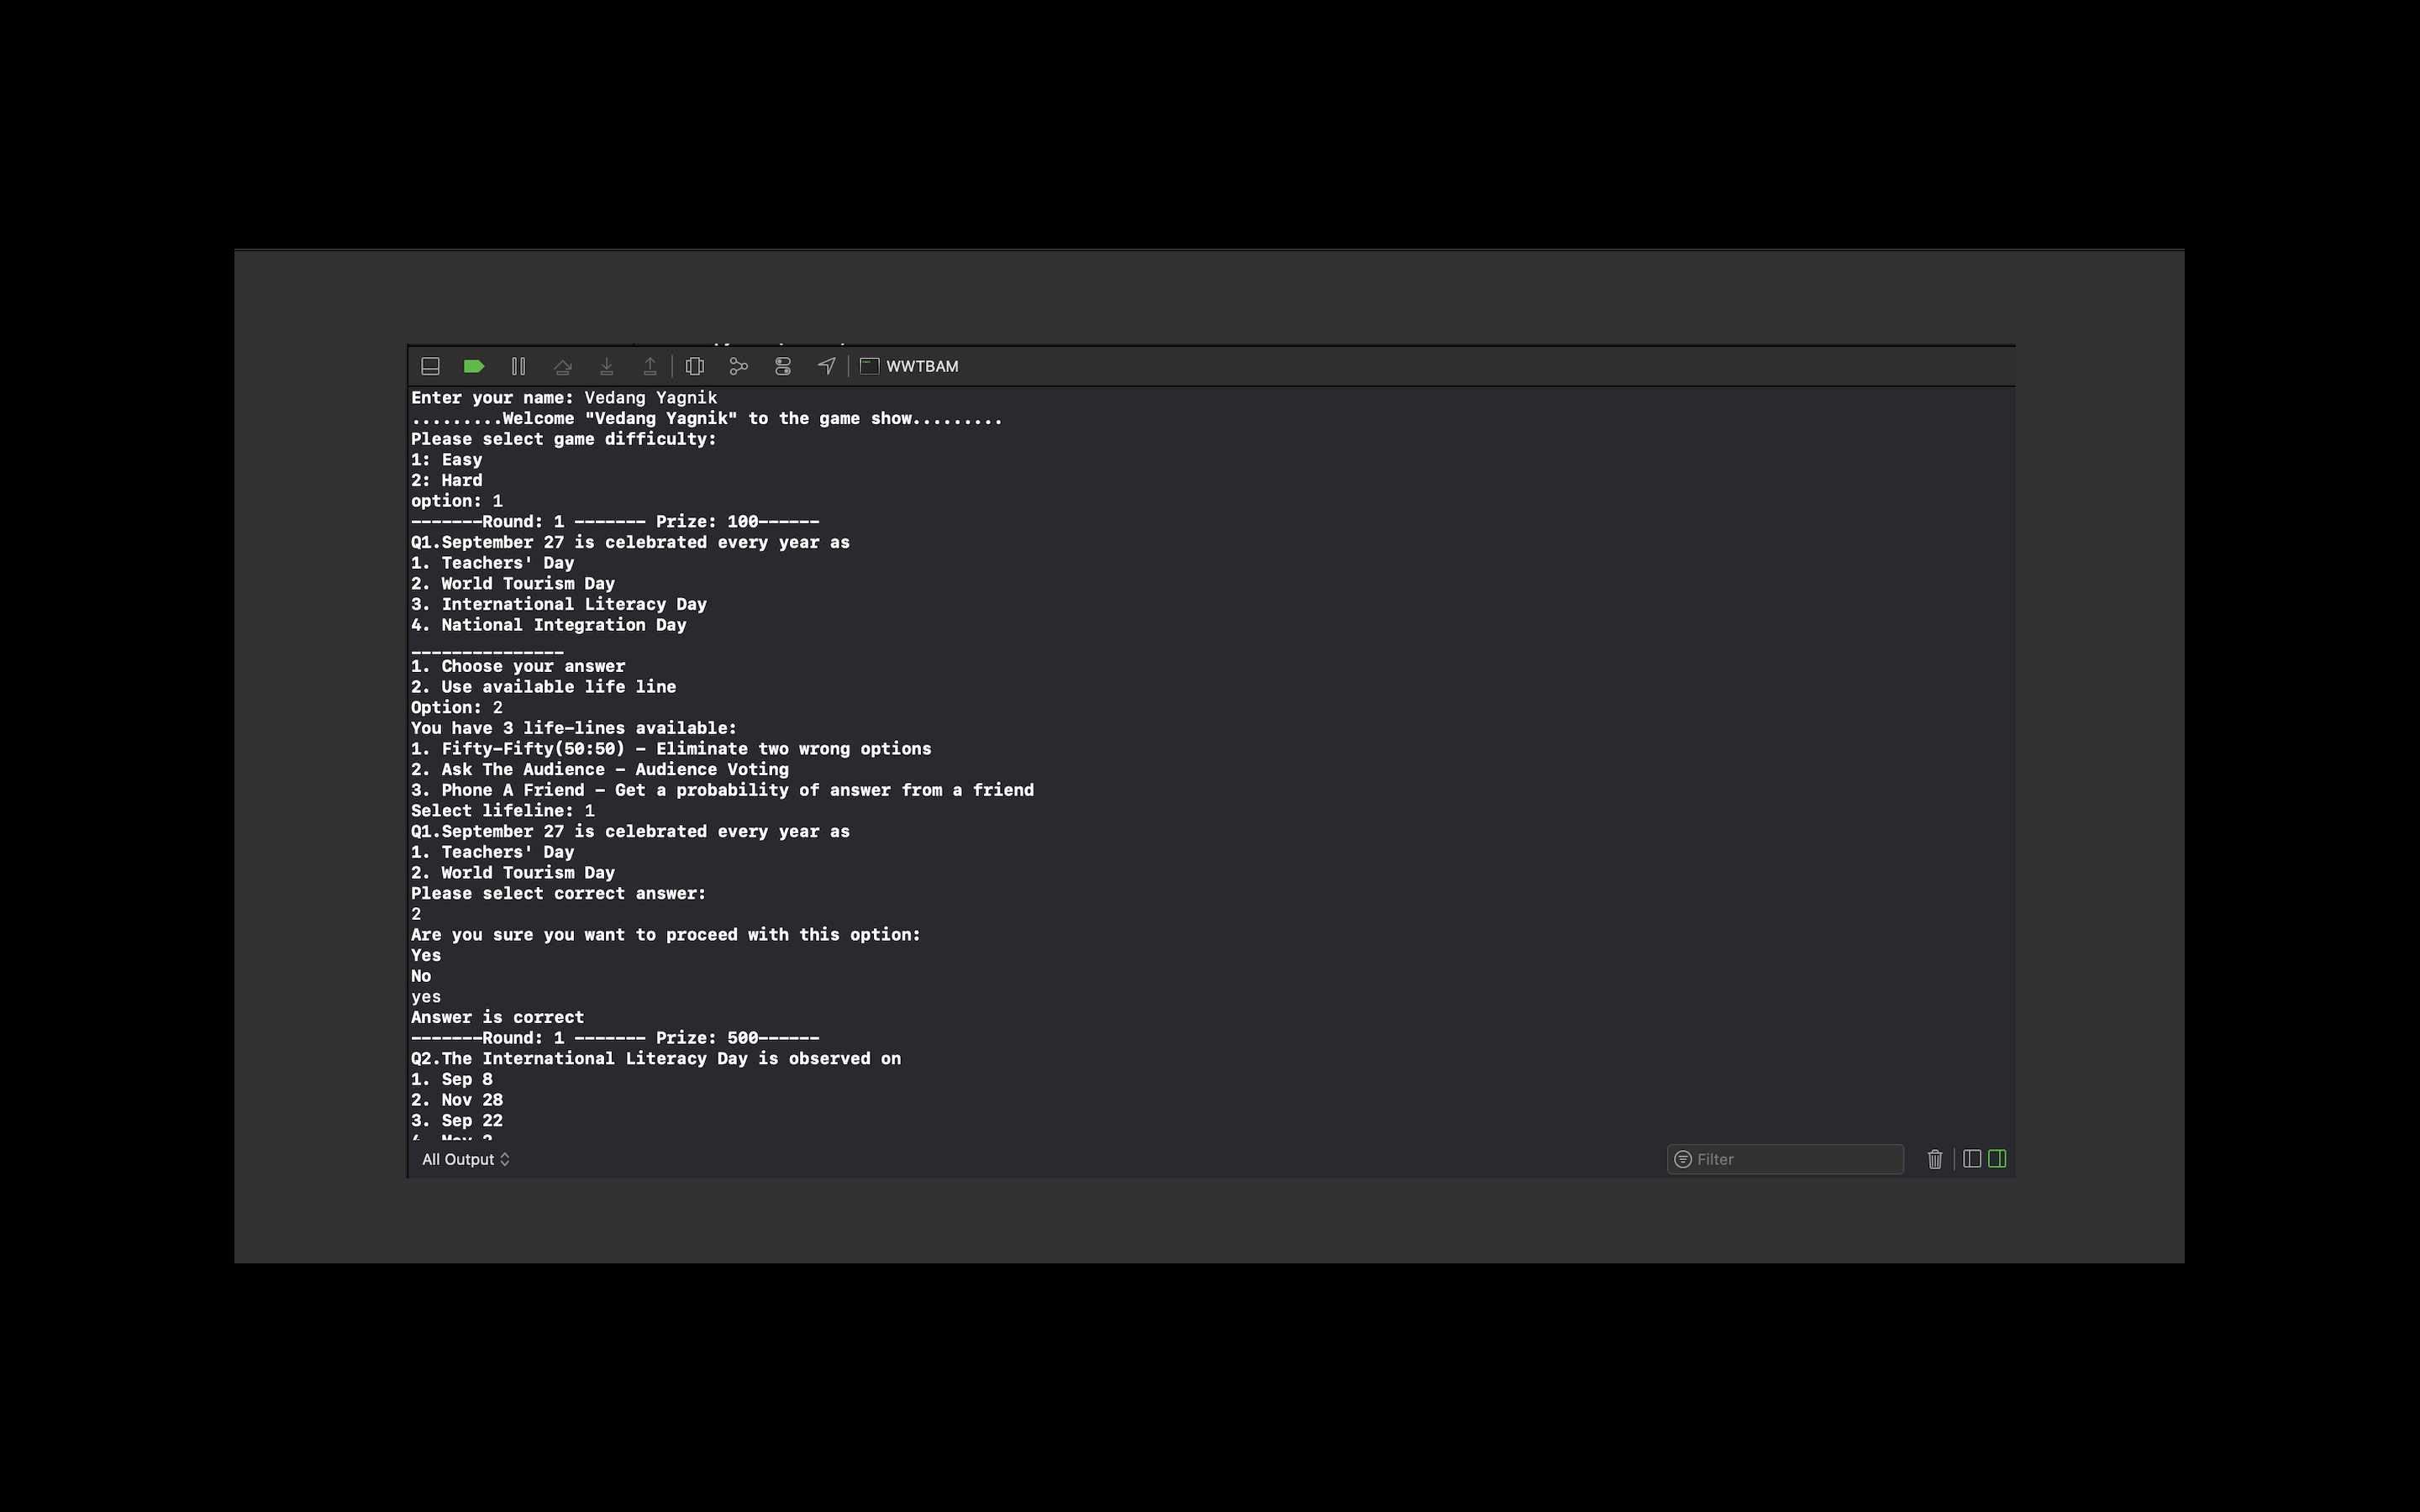 WWTBAM
Enter your name: Vedang Yagnik
.........Welcome "Vedang Yagnik" to the game show.........
Please select game difficulty:
1: Easy
2: Hard
option: 1
-------Round: 1 ------- Prize: 100------
Q1.September 27 is celebrated every year as
1. Teachers' Day
2. World Tourism Day
3. International Literacy Day
4. National Integration Day
_______________
1. Choose your answer
2. Use available life line
Option: 2
You have 3 life-lines available:
1. Fifty-Fifty(50:50) - Eliminate two wrong options
2. Ask The Audience - Audience Voting
3. Phone A Friend - Get a probability of answer from a friend
Select lifeline: 1
Q1.September 27 is celebrated every year as
1. Teachers' Day
2. World Tourism Day
Please select correct answer:
2
Are you sure you want to proceed with this option:
Yes
No
yes
Answer is correct
-------Round: 1 ------- Prize: 500------
Q2.The International Literacy Day is observed on
1. Sep 8
2. Nov 28
3. Sep 22
All Output
Filter